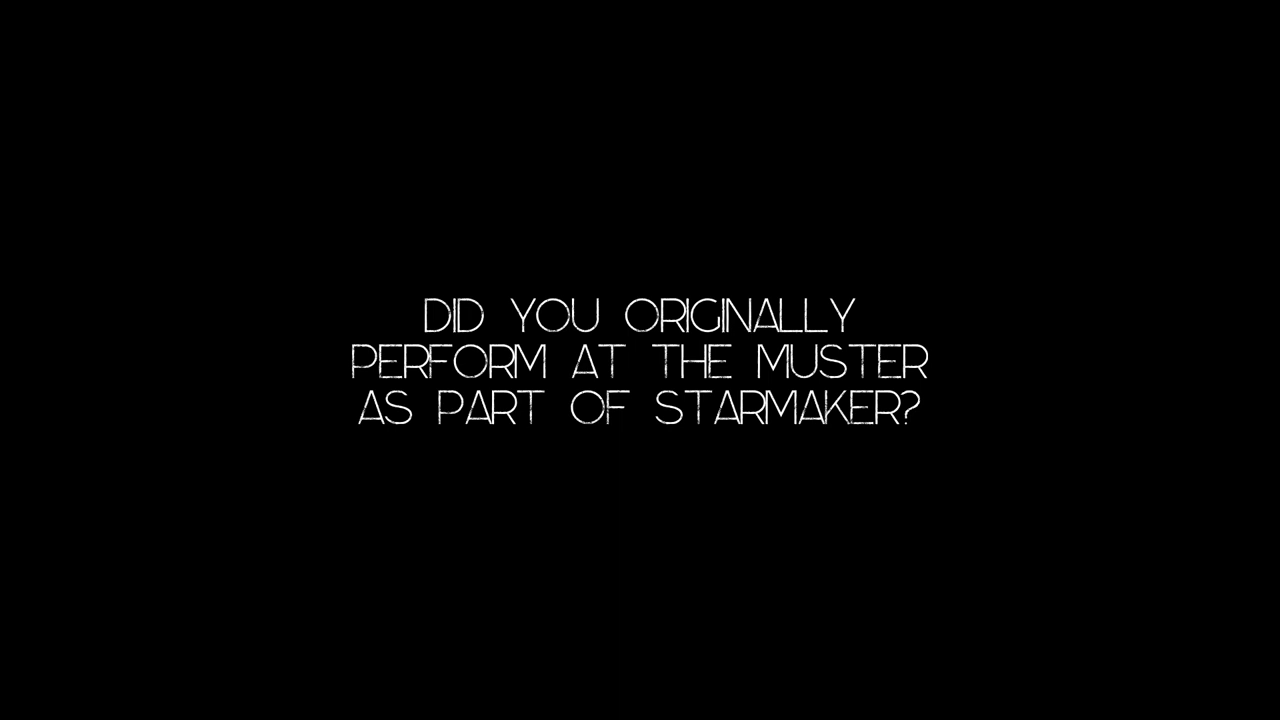 DID YOU ORIGINALLY
PERFORM AT THE MUSTER
AS PART OF STARMAKER?